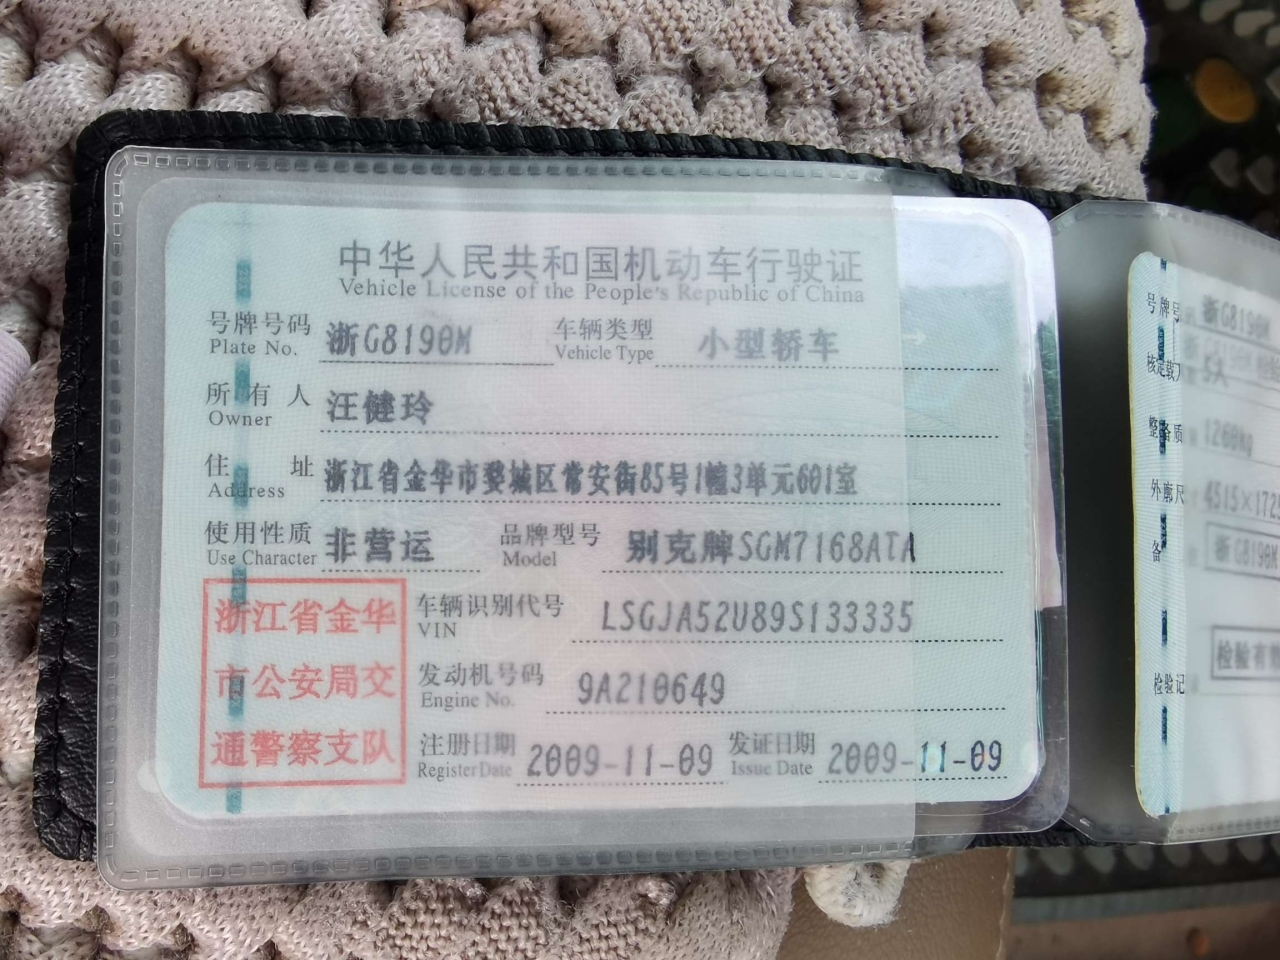 中华人民共和国机动车行驶证
Vehicle License of the People's Republic of China
号牌号码 浙G8190M 车辆类型 小型轿车
Plate No. Vehicle Type
所有人 汪健玲
Owner
住址 浙江省金华市婺城区常安街85号1幢3单元601室
Address
使用性质 非营运 品牌型号 别克牌SGM7168ATA
Use Character Model
浙江省金华
市公安局交
通警察支队
车辆识别代号 LSGJA52U89S133335
VIN
发动机号码 9A210649
Engine No.
注册日期 2009-11-09 发证日期 2009-11-09
Register Date Issue Date
号牌号 浙G8190M
核定载 5人
整备质 1260kg
外廓尺 4515×172
备 浙G8190M
检验有
检验记